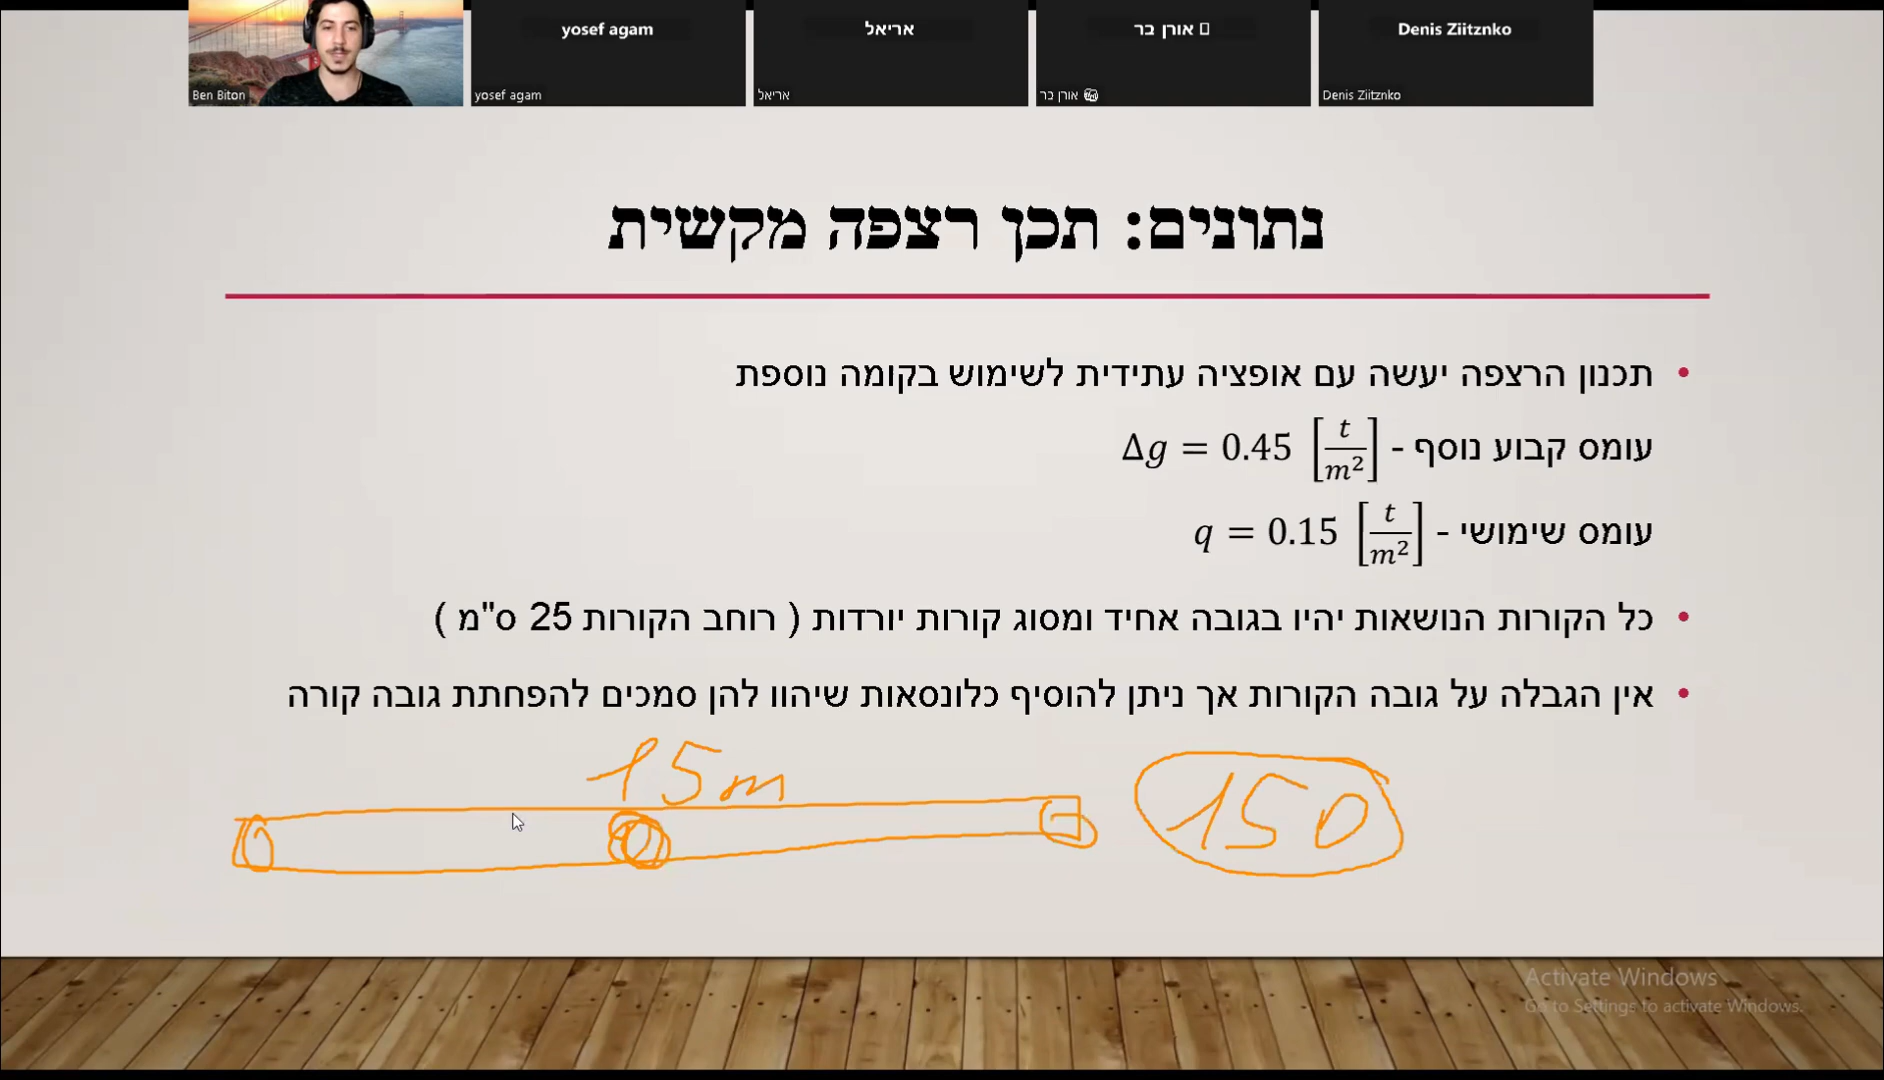 yosef agam
אריאל
אורן בר
Denis Ziitznko
Ben Biton
yosef agam
אריאל
אורן בר
Denis Ziitznko
נתונים: תכן רצפה מקשית
• תכנון הרצפה יעשה עם אופציה עתידית לשימוש בקומה נוספת
עומס קבוע נוסף - Δg = 0.45 [t/m²]
עומס שימושי - q = 0.15 [t/m²]
• כל הקורות הנושאות יהיו בגובה אחיד ומסוג קורות יורדות ( רוחב הקורות 25 ס"מ )
• אין הגבלה על גובה הקורות אך ניתן להוסיף כלונסאות שיהוו להן סמכים להפחתת גובה קורה
15m
150
Activate Windows
Go to Settings to activate Windows.